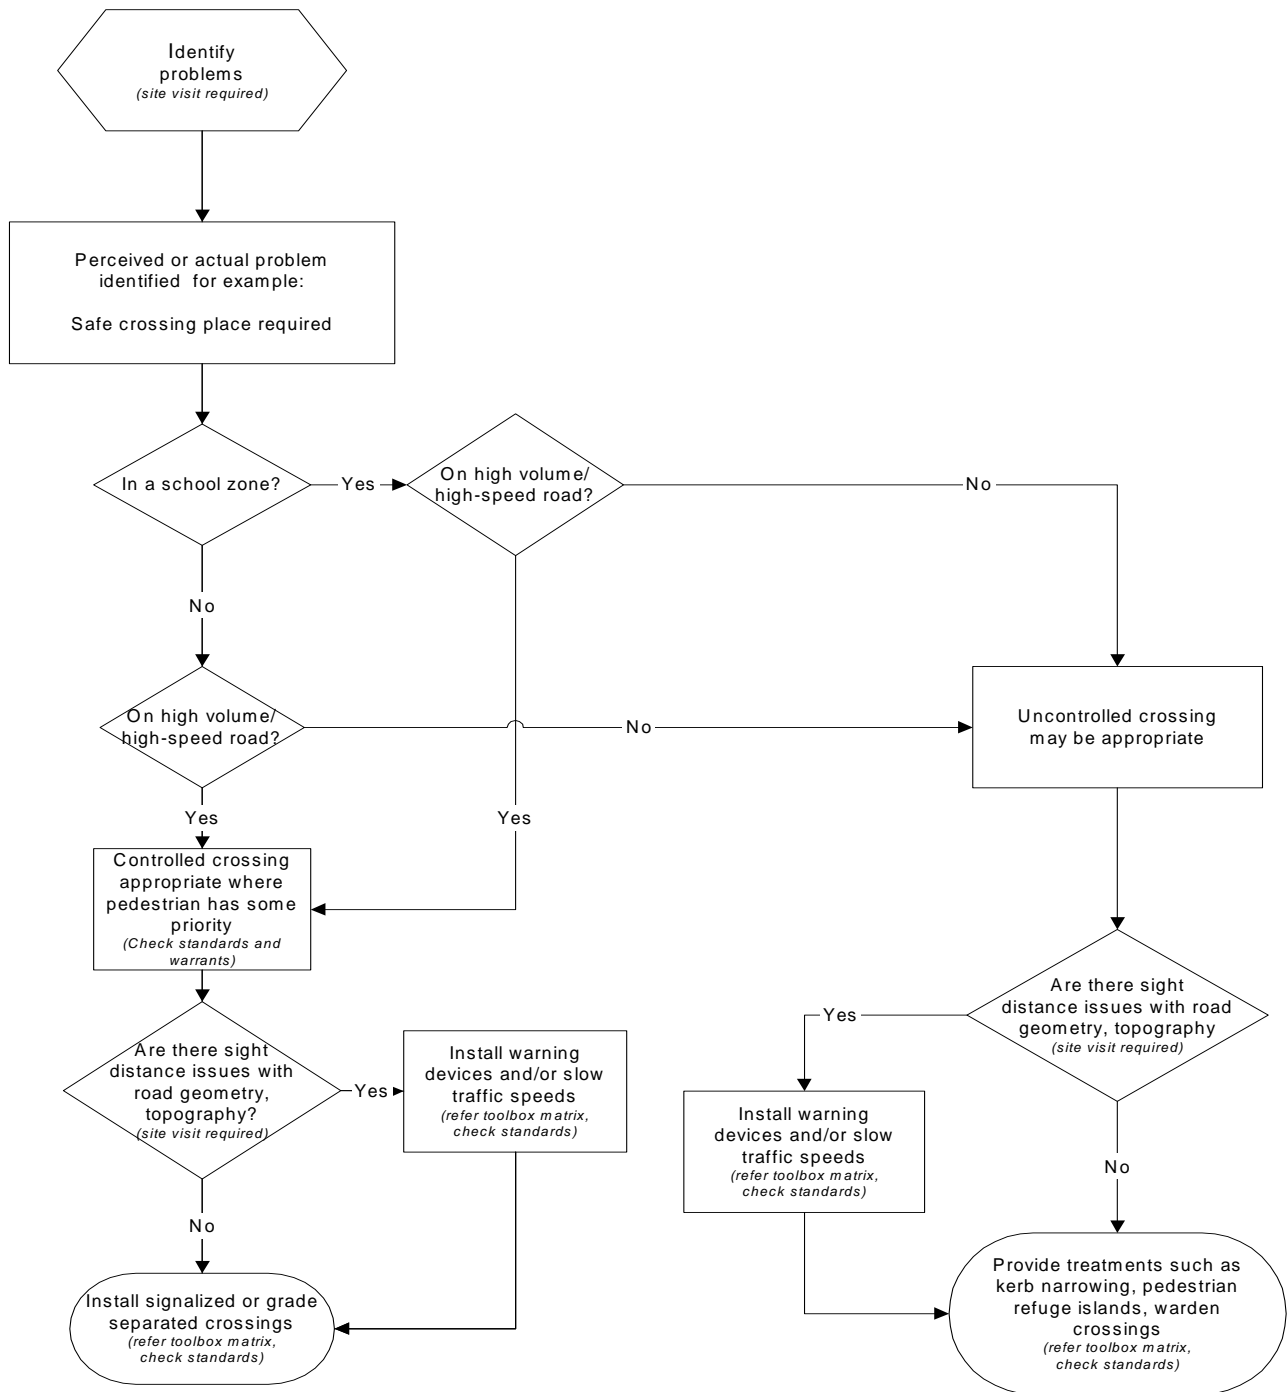 Identify
problems
(site visit required)
Perceived or actual problem
identified for example:
Safe crossing place required
In a school zone?
Yes
On high volume/
high-speed road?
No
No
On high volume/
high-speed road?
No
Uncontrolled crossing
may be appropriate
Yes
Yes
Controlled crossing
appropriate where
pedestrian has some
priority
(Check standards and
warrants)
Are there sight
distance issues with road
geometry, topography
(site visit required)
Yes
Are there sight
distance issues with
road geometry,
topography?
(site visit required)
Yes
Install warning
devices and/or slow
traffic speeds
(refer toolbox matrix,
check standards)
Install warning
devices and/or slow
traffic speeds
(refer toolbox matrix,
check standards)
No
No
Install signalized or grade
separated crossings
(refer toolbox matrix,
check standards)
Provide treatments such as
kerb narrowing, pedestrian
refuge islands, warden
crossings
(refer toolbox matrix,
check standards)